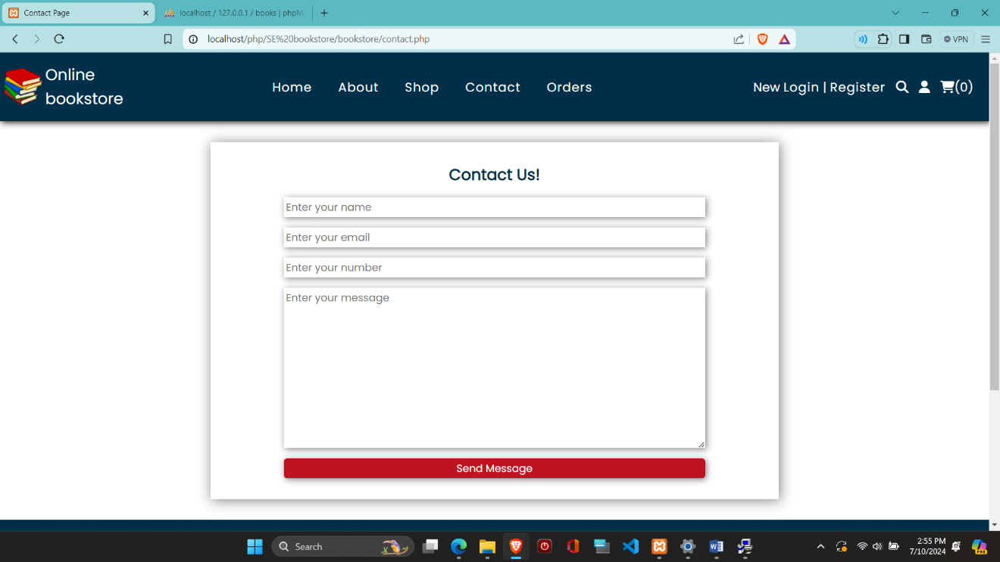 Contact Page
localhost / 127.0.0.1 / books | phpM
localhost/php/SE%20bookstore/bookstore/contact.php
VPN
Online
bookstore
Home
About
Shop
Contact
Orders
New Login | Register
(0)
Contact Us!
Enter your name
Enter your email
Enter your number
Enter your message
Send Message
Search
2:55 PM
7/10/2024
PRE